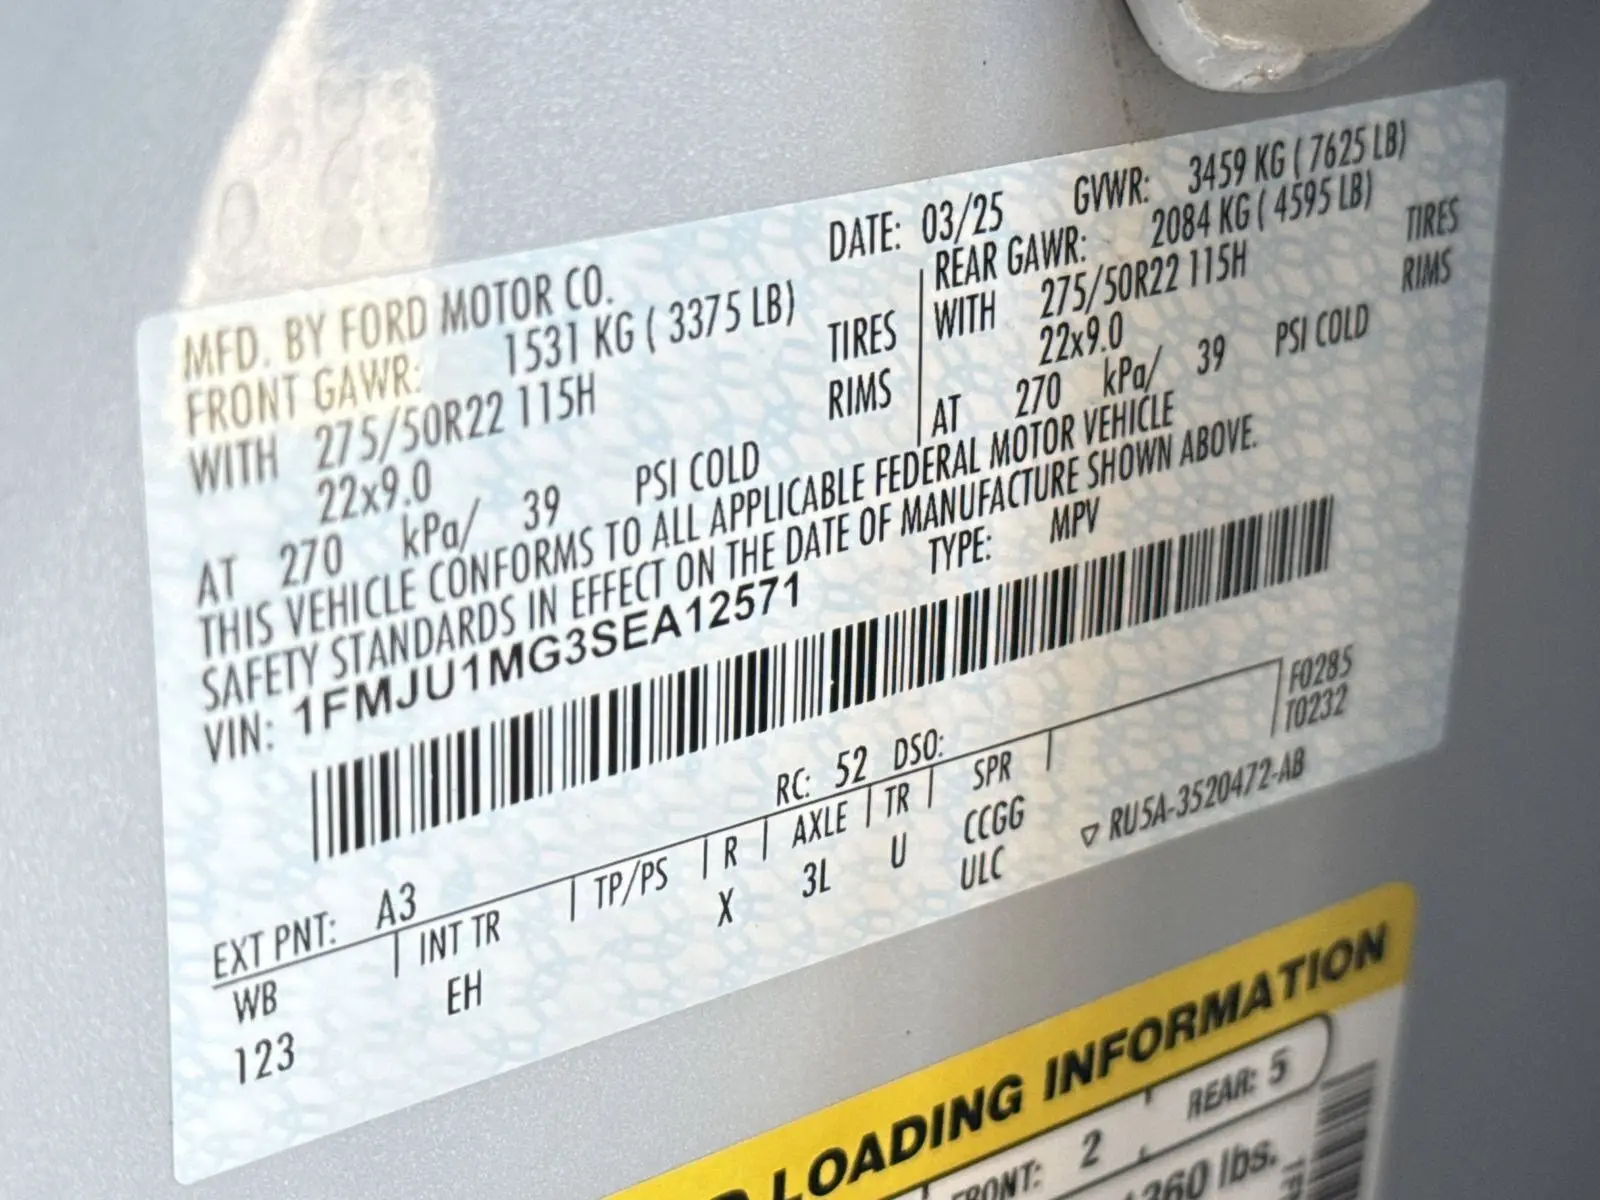 MFD. BY FORD MOTOR CO.
DATE: 03/25 GVWR: 3459 KG ( 7625 LB)
FRONT GAWR: 1531 KG ( 3375 LB)
WITH 275/50R22 115H TIRES
22x9.0 RIMS
AT 270 kPa/ 39 PSI COLD
REAR GAWR: 2084 KG ( 4595 LB)
WITH 275/50R22 115H TIRES
22x9.0 RIMS
AT 270 kPa/ 39 PSI COLD
THIS VEHICLE CONFORMS TO ALL APPLICABLE FEDERAL MOTOR VEHICLE
SAFETY STANDARDS IN EFFECT ON THE DATE OF MANUFACTURE SHOWN ABOVE.
VIN: 1FMJU1MG3SEA12571 TYPE: MPV
F0285
T0232
EXT PNT: A3 RC: 52 DSO:
WB INT TR TP/PS R AXLE TR SPR
123 EH X 3L U CCGG
ULC
RU5A-3520472-AB
LOADING INFORMATION
FRONT: 2 REAR: 5
360 lbs.